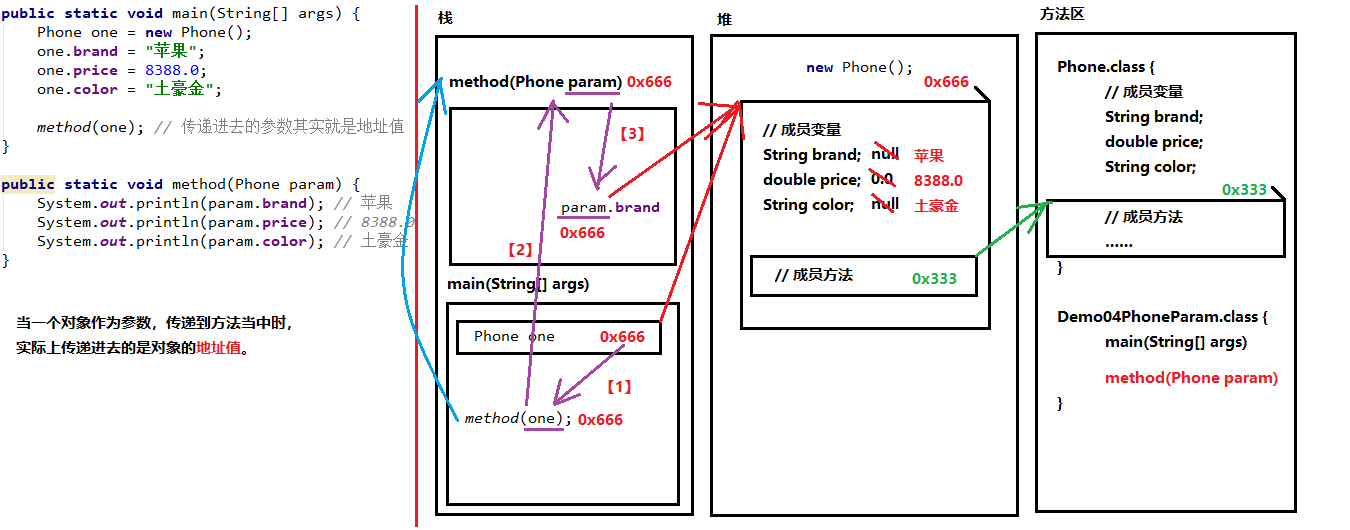 public static void main(String[] args) {
Phone one = new Phone();
one.brand = "苹果";
one.price = 8388.0;
one.color = "土豪金";
method(one); // 传递进去的参数其实就是地址值
}
public static void method(Phone param) {
System.out.println(param.brand); // 苹果
System.out.println(param.price); // 8388.0
System.out.println(param.color); // 土豪金
}
当一个对象作为参数，传递到方法当中时，
实际上传递进去的是对象的地址值。
栈
method(Phone param) 0x666
【3】
param.brand
0x666
【2】
main(String[] args)
Phone one 0x666
【1】
method(one); 0x666
堆
new Phone();
0x666
// 成员变量
String brand; null 苹果
double price; 0.0 8388.0
String color; null 土豪金
// 成员方法 0x333
方法区
Phone.class {
// 成员变量
String brand;
double price;
String color;
0x333
// 成员方法
......
}
Demo04PhoneParam.class {
main(String[] args)
method(Phone param)
}